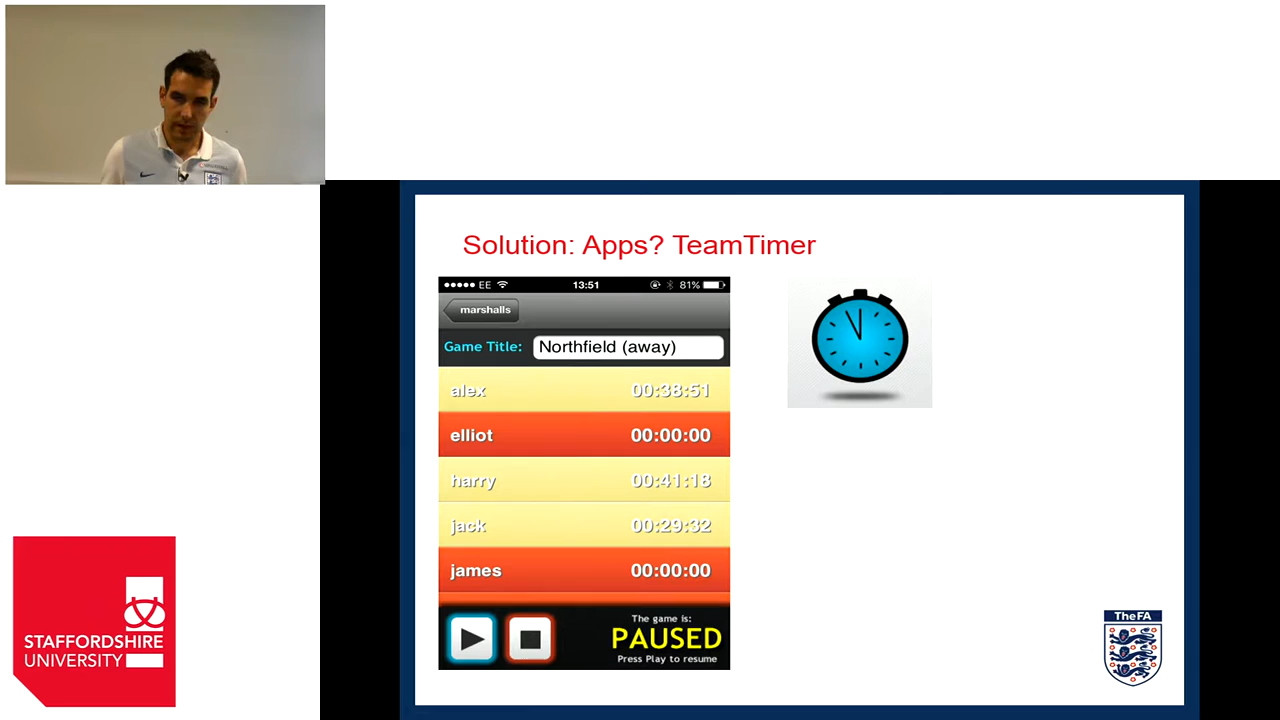 Solution: Apps? TeamTimer
EE 13:51 81%
marshalls
Game Title: Northfield (away)
alex 00:38:51
elliot 00:00:00
harry 00:41:18
jack 00:29:32
james 00:00:00
The game is:
PAUSED
Press Play to resume
TheFA
STAFFORDSHIRE
UNIVERSITY